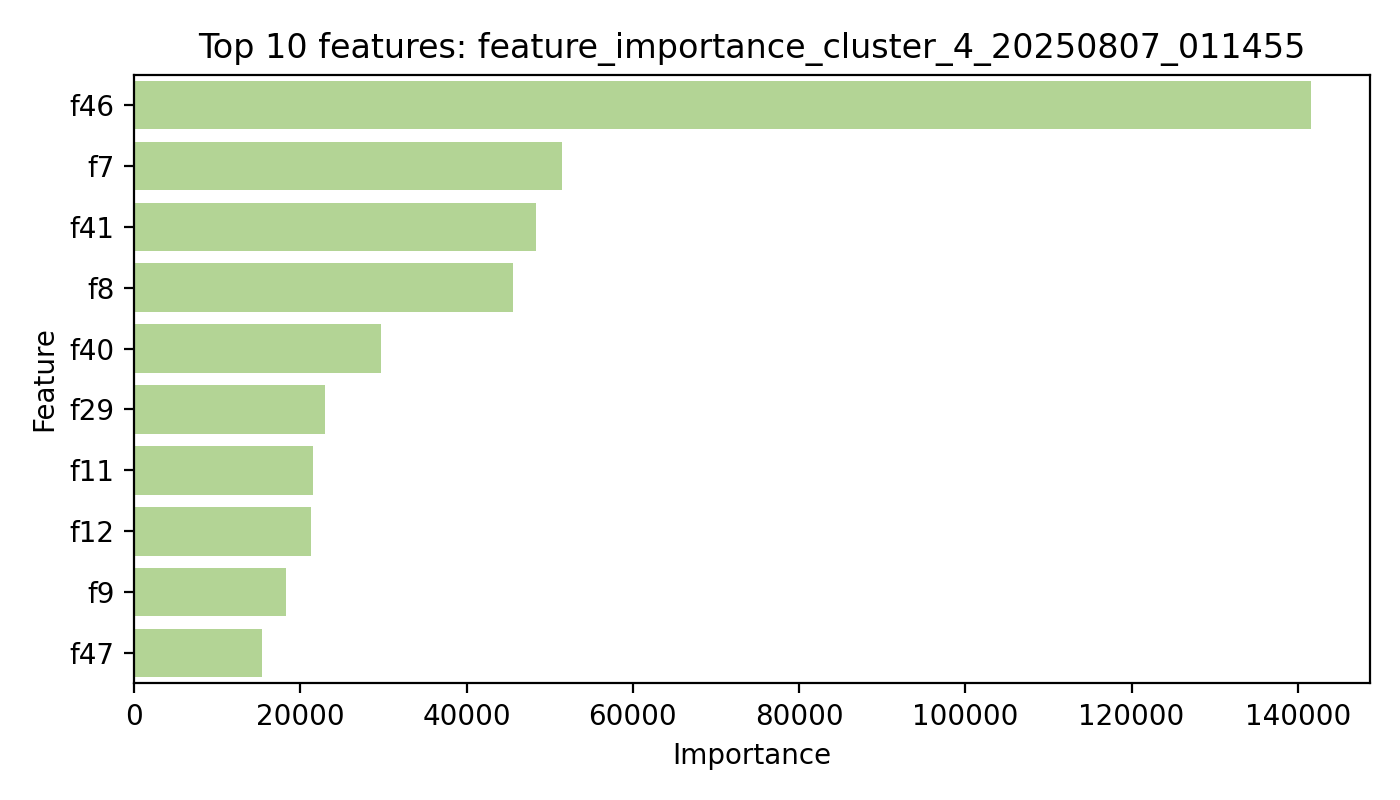 Top 10 features: feature_importance_cluster_4_20250807_011455
f46
f7
f41
f8
f40
f29
f11
f12
f9
f47
Feature
0 20000 40000 60000 80000 100000 120000 140000
Importance